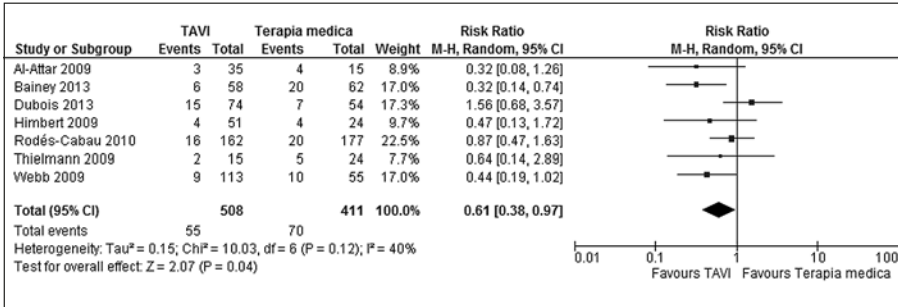 TAVI Terapia medica Risk Ratio Risk Ratio
Study or Subgroup Events Total Events Total Weight M-H, Random, 95% CI M-H, Random, 95% CI
Al-Attar 2009 3 35 4 15 8.9% 0.32 [0.08, 1.26]
Bainey 2013 6 58 20 62 17.0% 0.32 [0.14, 0.74]
Dubois 2013 15 74 7 54 17.3% 1.56 [0.68, 3.57]
Himbert 2009 4 51 4 24 9.7% 0.47 [0.13, 1.72]
Rodés-Cabau 2010 16 162 20 177 22.5% 0.87 [0.47, 1.63]
Thielmann 2009 2 15 5 24 7.7% 0.64 [0.14, 2.89]
Webb 2009 9 113 10 55 17.0% 0.44 [0.19, 1.02]
Total (95% CI) 508 411 100.0% 0.61 [0.38, 0.97]
Total events 55 70
Heterogeneity: Tau² = 0.15; Chi² = 10.03, df = 6 (P = 0.12); I² = 40%
Test for overall effect: Z = 2.07 (P = 0.04)
0.01 0.1 1 10 100
Favours TAVI Favours Terapia medica